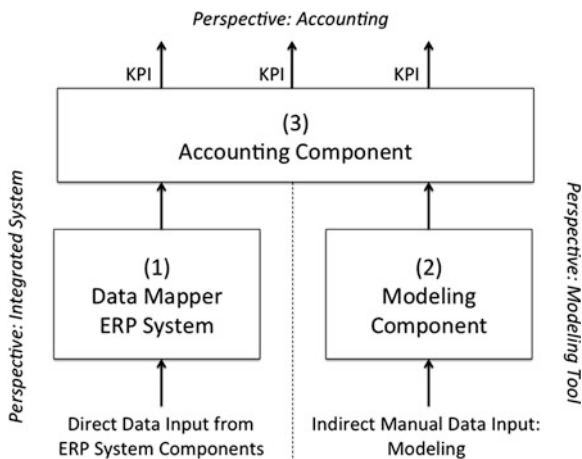 Perspective: Accounting
KPI
KPI
KPI
(3)
Accounting Component
Perspective: Integrated System
(1)
Data Mapper
ERP System
(2)
Modeling
Component
Perspective: Modeling Tool
Direct Data Input from
ERP System Components
Indirect Manual Data Input:
Modeling